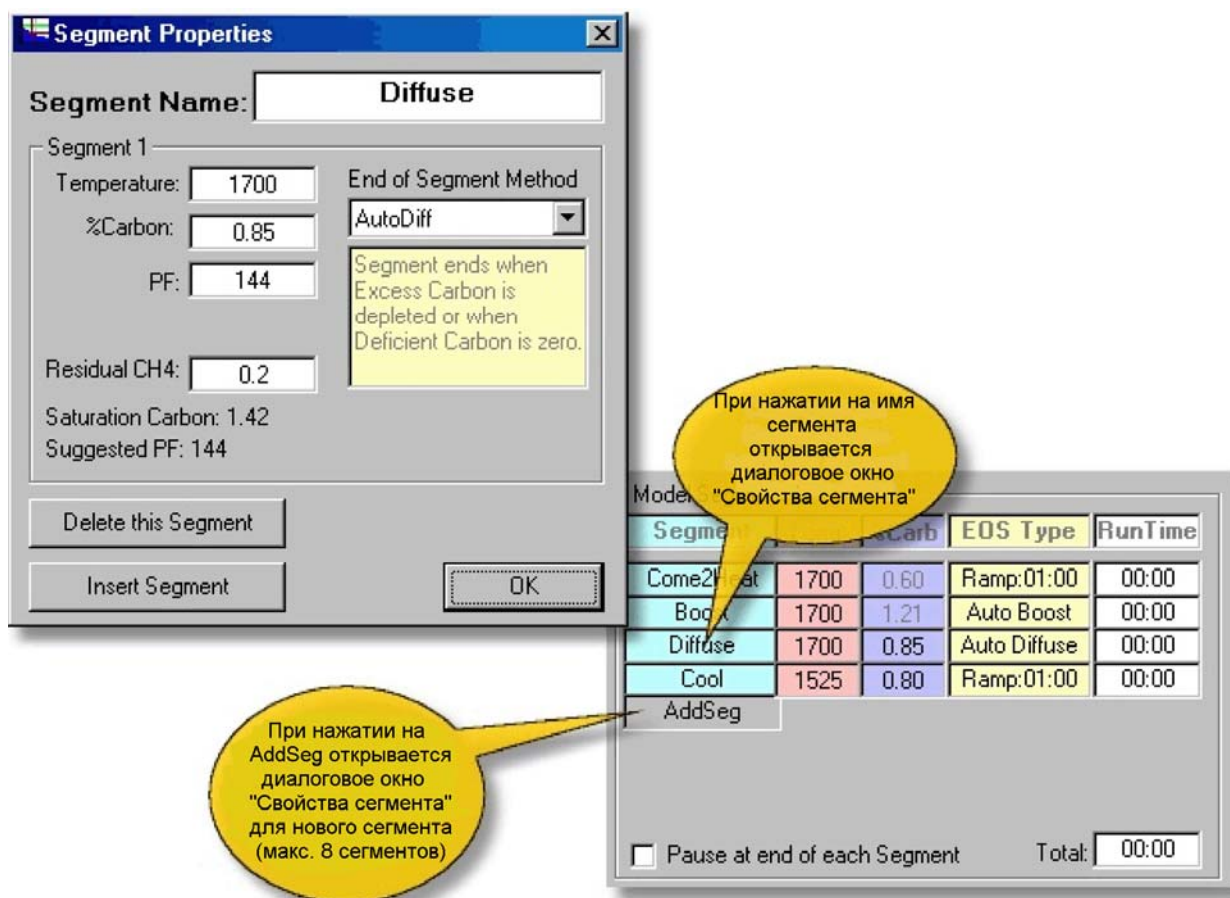 Segment Properties
Segment Name: Diffuse
Segment 1
Temperature: 1700
%Carbon: 0.85
PF: 144
Residual CH4: 0.2
Saturation Carbon: 1.42
Suggested PF: 144
End of Segment Method
AutoDiff
Segment ends when
Excess Carbon is
depleted or when
Deficient Carbon is zero.
Delete this Segment
Insert Segment
OK
При нажатии на имя
сегмента
открывается
диалоговое окно
"Свойства сегмента"
Model
Segment EOS Type RunTime
Come2Heat 1700 0.60 Ramp:01:00 00:00
Boost 1700 1.21 Auto Boost 00:00
Diffuse 1700 0.85 Auto Diffuse 00:00
Cool 1525 0.80 Ramp:01:00 00:00
AddSeg
При нажатии на
AddSeg открывается
диалоговое окно
"Свойства сегмента"
для нового сегмента
(макс. 8 сегментов)
Pause at end of each Segment Total: 00:00